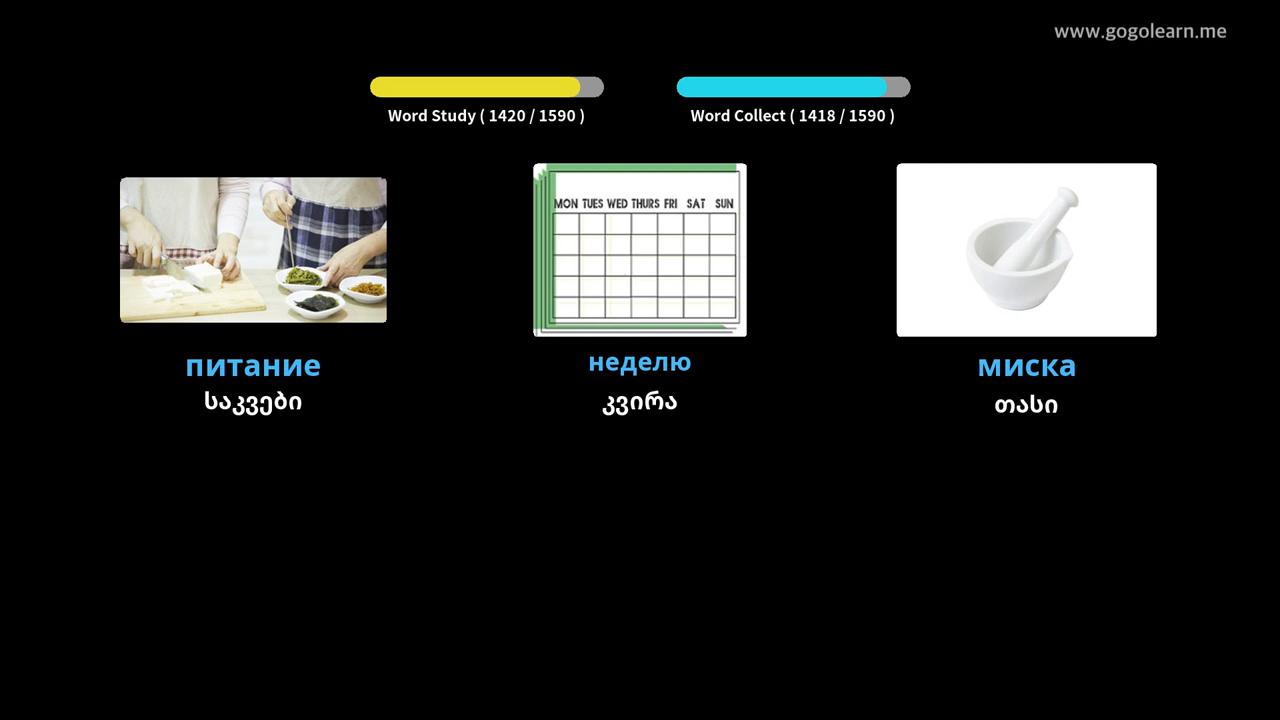 www.gogolearn.me
Word Study ( 1420 / 1590 )
Word Collect ( 1418 / 1590 )
MON TUES WED THURS FRI SAT SUN
питание
неделю
миска
საკვები
კვირა
თასი